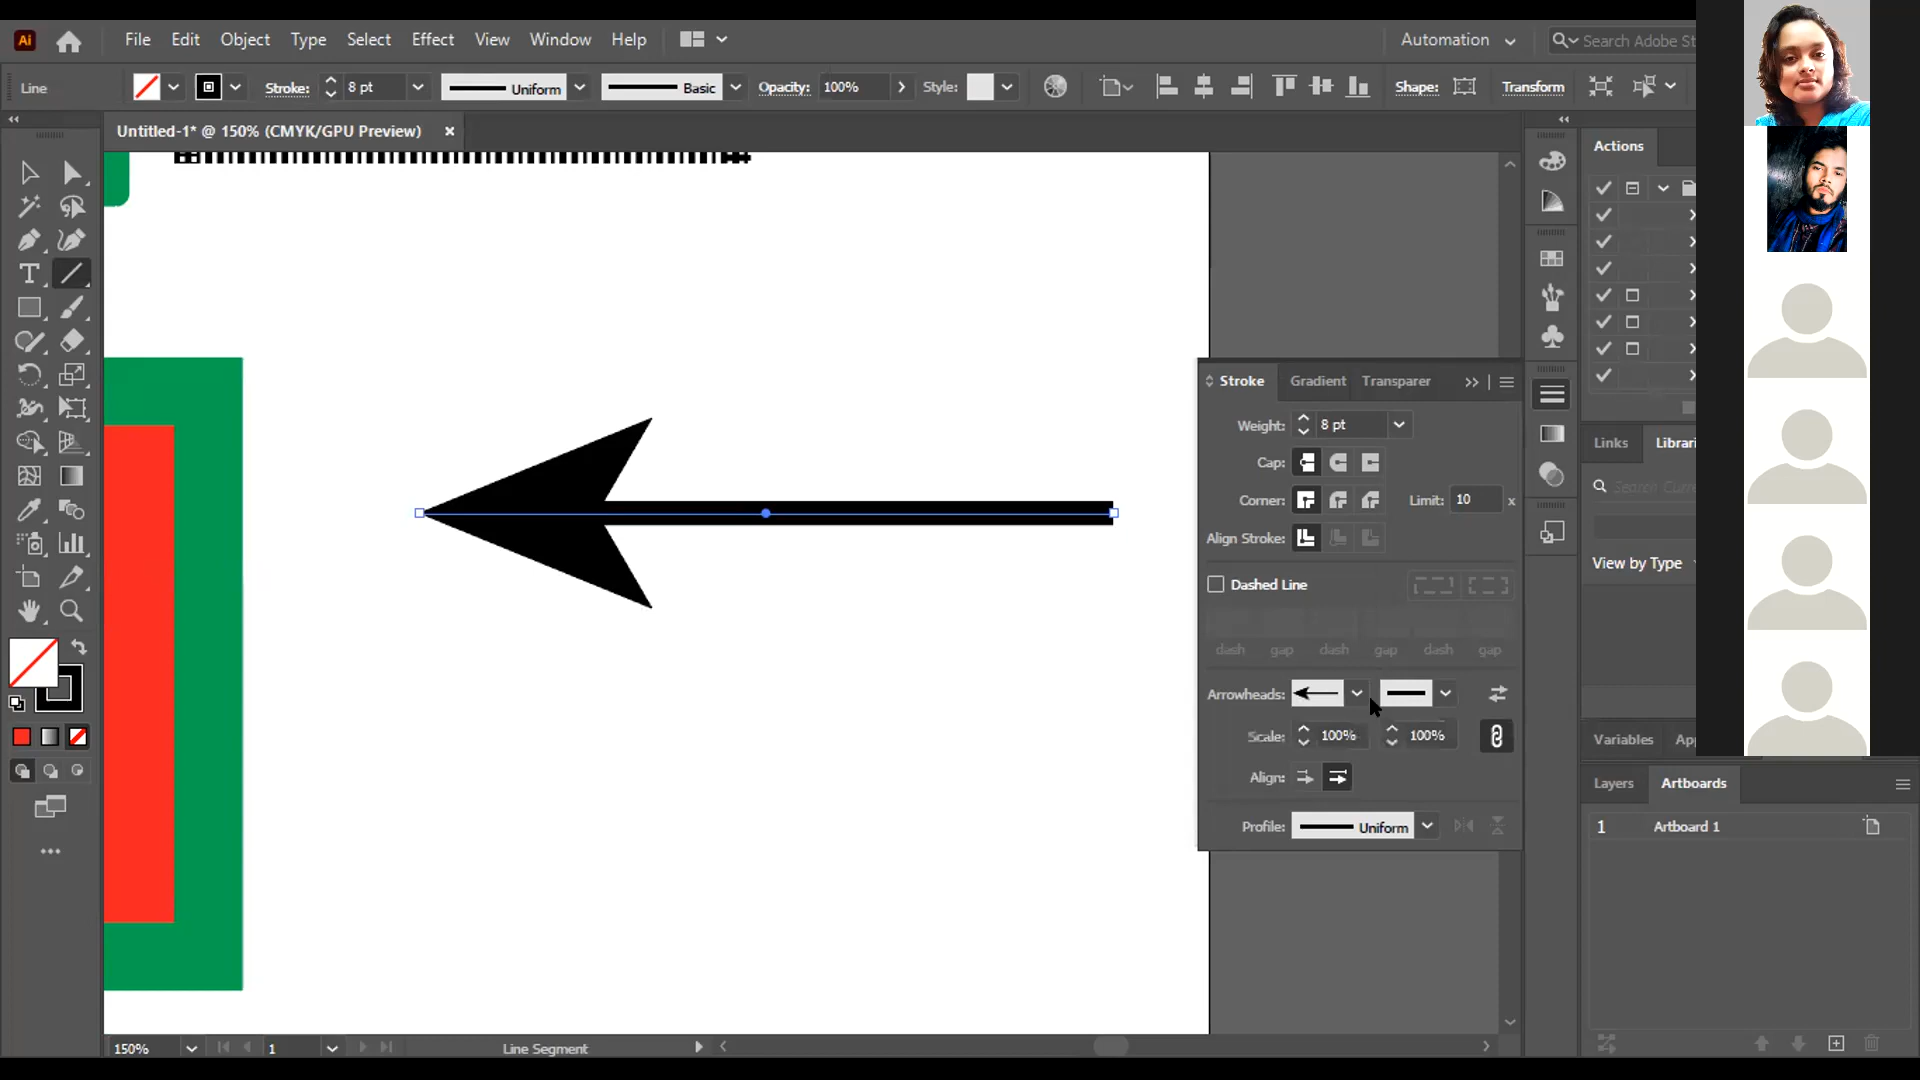 Ai File Edit Object Type Select Effect View Window Help Automation Search Adobe St
Line Stroke: 8 pt Uniform Basic Opacity: 100% Style: Shape: Transform
Untitled-1* @ 150% (CMYK/GPU Preview) ×
Actions
Stroke Gradient Transparer
Weight: 8 pt
Cap:
Corner: Limit: 10 x
Align Stroke:
Dashed Line
dash gap dash gap dash gap
Arrowheads:
Scale: 100% 100%
Align:
Profile: Uniform
Links Librari
Search Curre
View by Type
Variables Ap
Layers Artboards
1 Artboard 1
150% 1 Line Segment